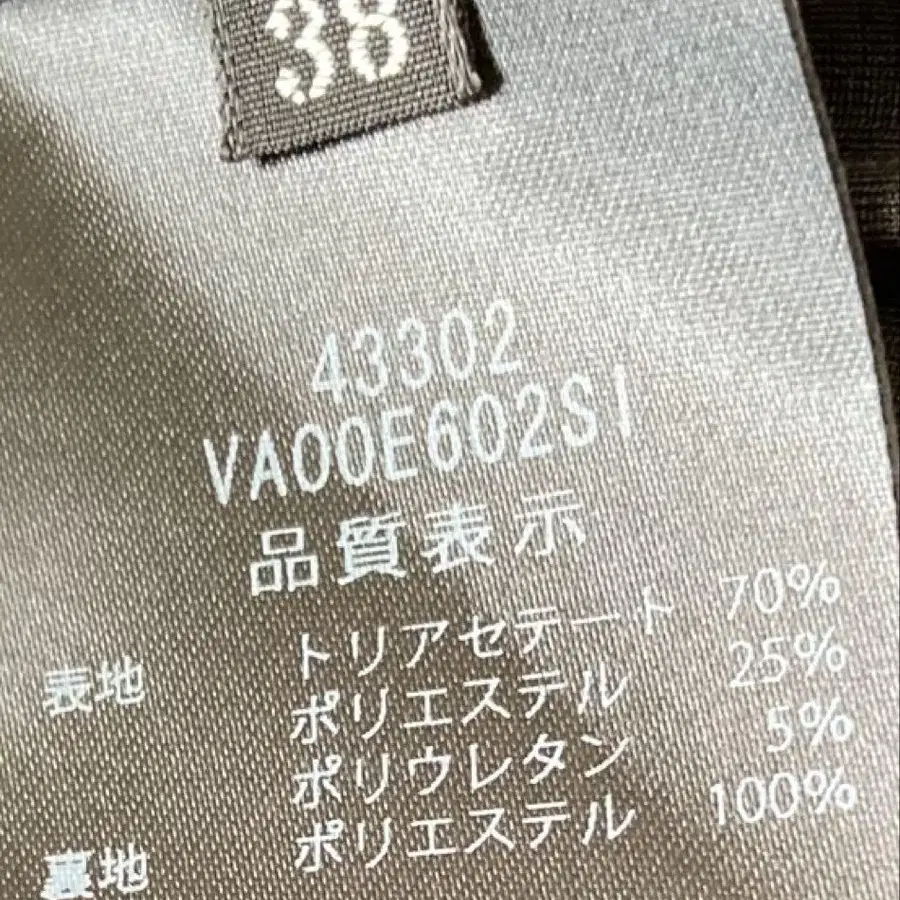 38
43302
VA00E602SI
品質表示
表地 トリアセテート 70%
ポリエステル 25%
ポリウレタン 5%
裏地 ポリエステル 100%